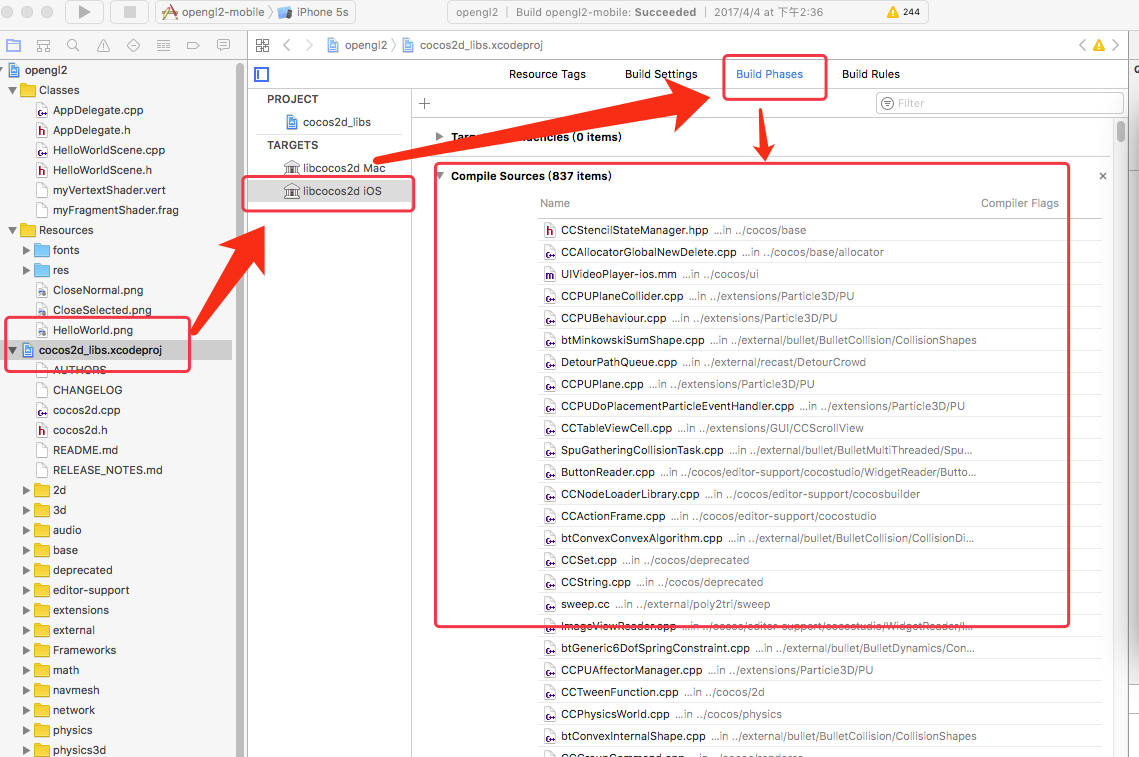 opengl2-mobile 〉 iPhone 5s
opengl2 | Build opengl2-mobile: Succeeded | 2017/4/4 at 下午2:36
244
opengl2 〉 cocos2d_libs.xcodeproj
opengl2
Classes
AppDelegate.cpp
AppDelegate.h
HelloWorldScene.cpp
HelloWorldScene.h
myVertextShader.vert
myFragmentShader.frag
Resources
fonts
res
CloseNormal.png
CloseSelected.png
HelloWorld.png
cocos2d_libs.xcodeproj
AUTHORS
CHANGELOG
cocos2d.cpp
cocos2d.h
README.md
RELEASE_NOTES.md
2d
3d
audio
base
deprecated
editor-support
extensions
external
Frameworks
math
navmesh
network
physics
physics3d
PROJECT
cocos2d_libs
TARGETS
libcocos2d Mac
libcocos2d iOS
Resource Tags
Build Settings
Build Phases
Build Rules
Filter
(0 items)
Compile Sources (837 items)
Name
Compiler Flags
CCStencilStateManager.hpp ...in ../cocos/base
CCAllocatorGlobalNewDelete.cpp ...in ../cocos/base/allocator
UIVideoPlayer-ios.mm ...in ../cocos/ui
CCPUPlaneCollider.cpp ...in ../extensions/Particle3D/PU
CCPUBehaviour.cpp ...in ../extensions/Particle3D/PU
btMinkowskiSumShape.cpp ...in ../external/bullet/BulletCollision/CollisionShapes
DetourPathQueue.cpp ...in ../external/recast/DetourCrowd
CCPUPlane.cpp ...in ../extensions/Particle3D/PU
CCPUDoPlacementParticleEventHandler.cpp ...in ../extensions/Particle3D/PU
CCTableViewCell.cpp ...in ../extensions/GUI/CCScrollView
SpuGatheringCollisionTask.cpp ...in ../external/bullet/BulletMultiThreaded/Spu...
ButtonReader.cpp ...in ../cocos/editor-support/cocostudio/WidgetReader/Butto...
CCNodeLoaderLibrary.cpp ...in ../cocos/editor-support/cocosbuilder
CCActionFrame.cpp ...in ../cocos/editor-support/cocostudio
btConvexConvexAlgorithm.cpp ...in ../external/bullet/BulletCollision/CollisionDi...
CCSet.cpp ...in ../cocos/deprecated
CCString.cpp ...in ../cocos/deprecated
sweep.cc ...in ../external/poly2tri/sweep
ImageViewReader.cpp ...in ../cocos/editor-support/cocostudio/WidgetReader/I...
btGeneric6DofSpringConstraint.cpp ...in ../external/bullet/BulletDynamics/Con...
CCPUAffectorManager.cpp ...in ../extensions/Particle3D/PU
CCTweenFunction.cpp ...in ../cocos/2d
CCPhysicsWorld.cpp ...in ../cocos/physics
btConvexInternalShape.cpp ...in ../external/bullet/BulletCollision/CollisionShapes